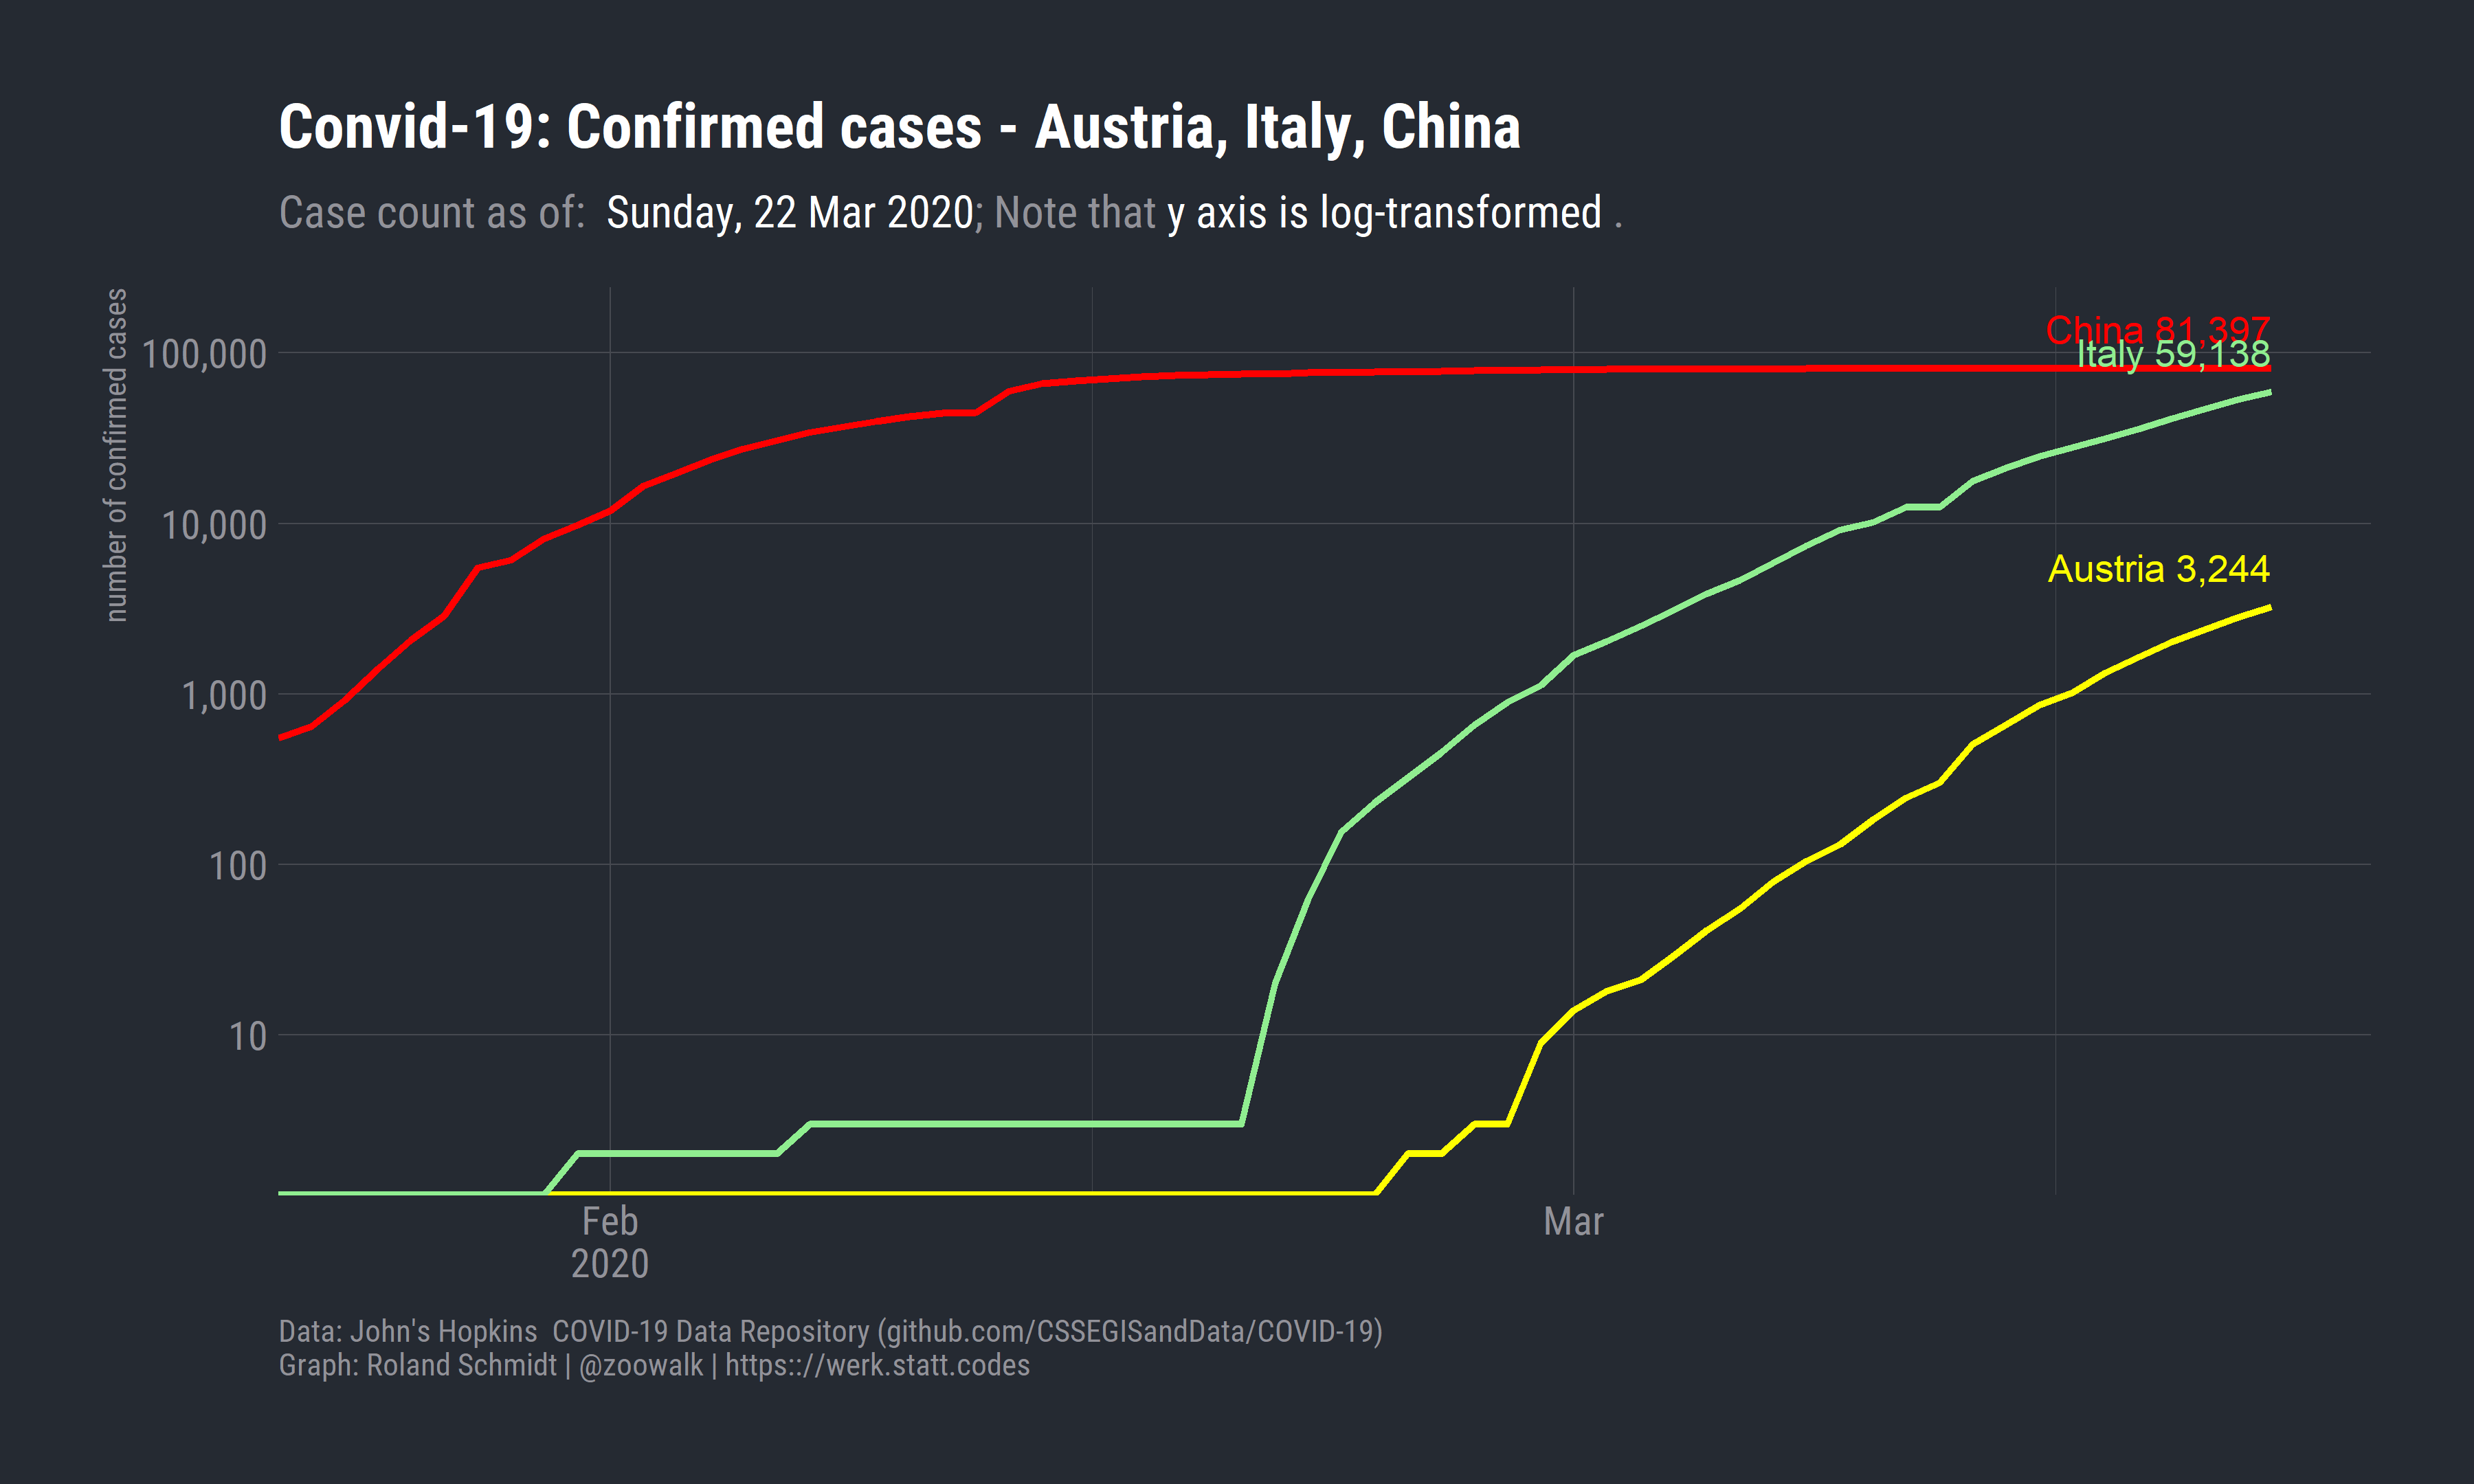 Convid-19: Confirmed cases - Austria, Italy, China
Case count as of:  Sunday, 22 Mar 2020; Note that y axis is log-transformed .
number of confirmed cases
100,000
10,000
1,000
100
10
China 81,397
Italy 59,138
Austria 3,244
Feb
2020
Mar
Data: John's Hopkins  COVID-19 Data Repository (github.com/CSSEGISandData/COVID-19)
Graph: Roland Schmidt | @zoowalk | https:://werk.statt.codes